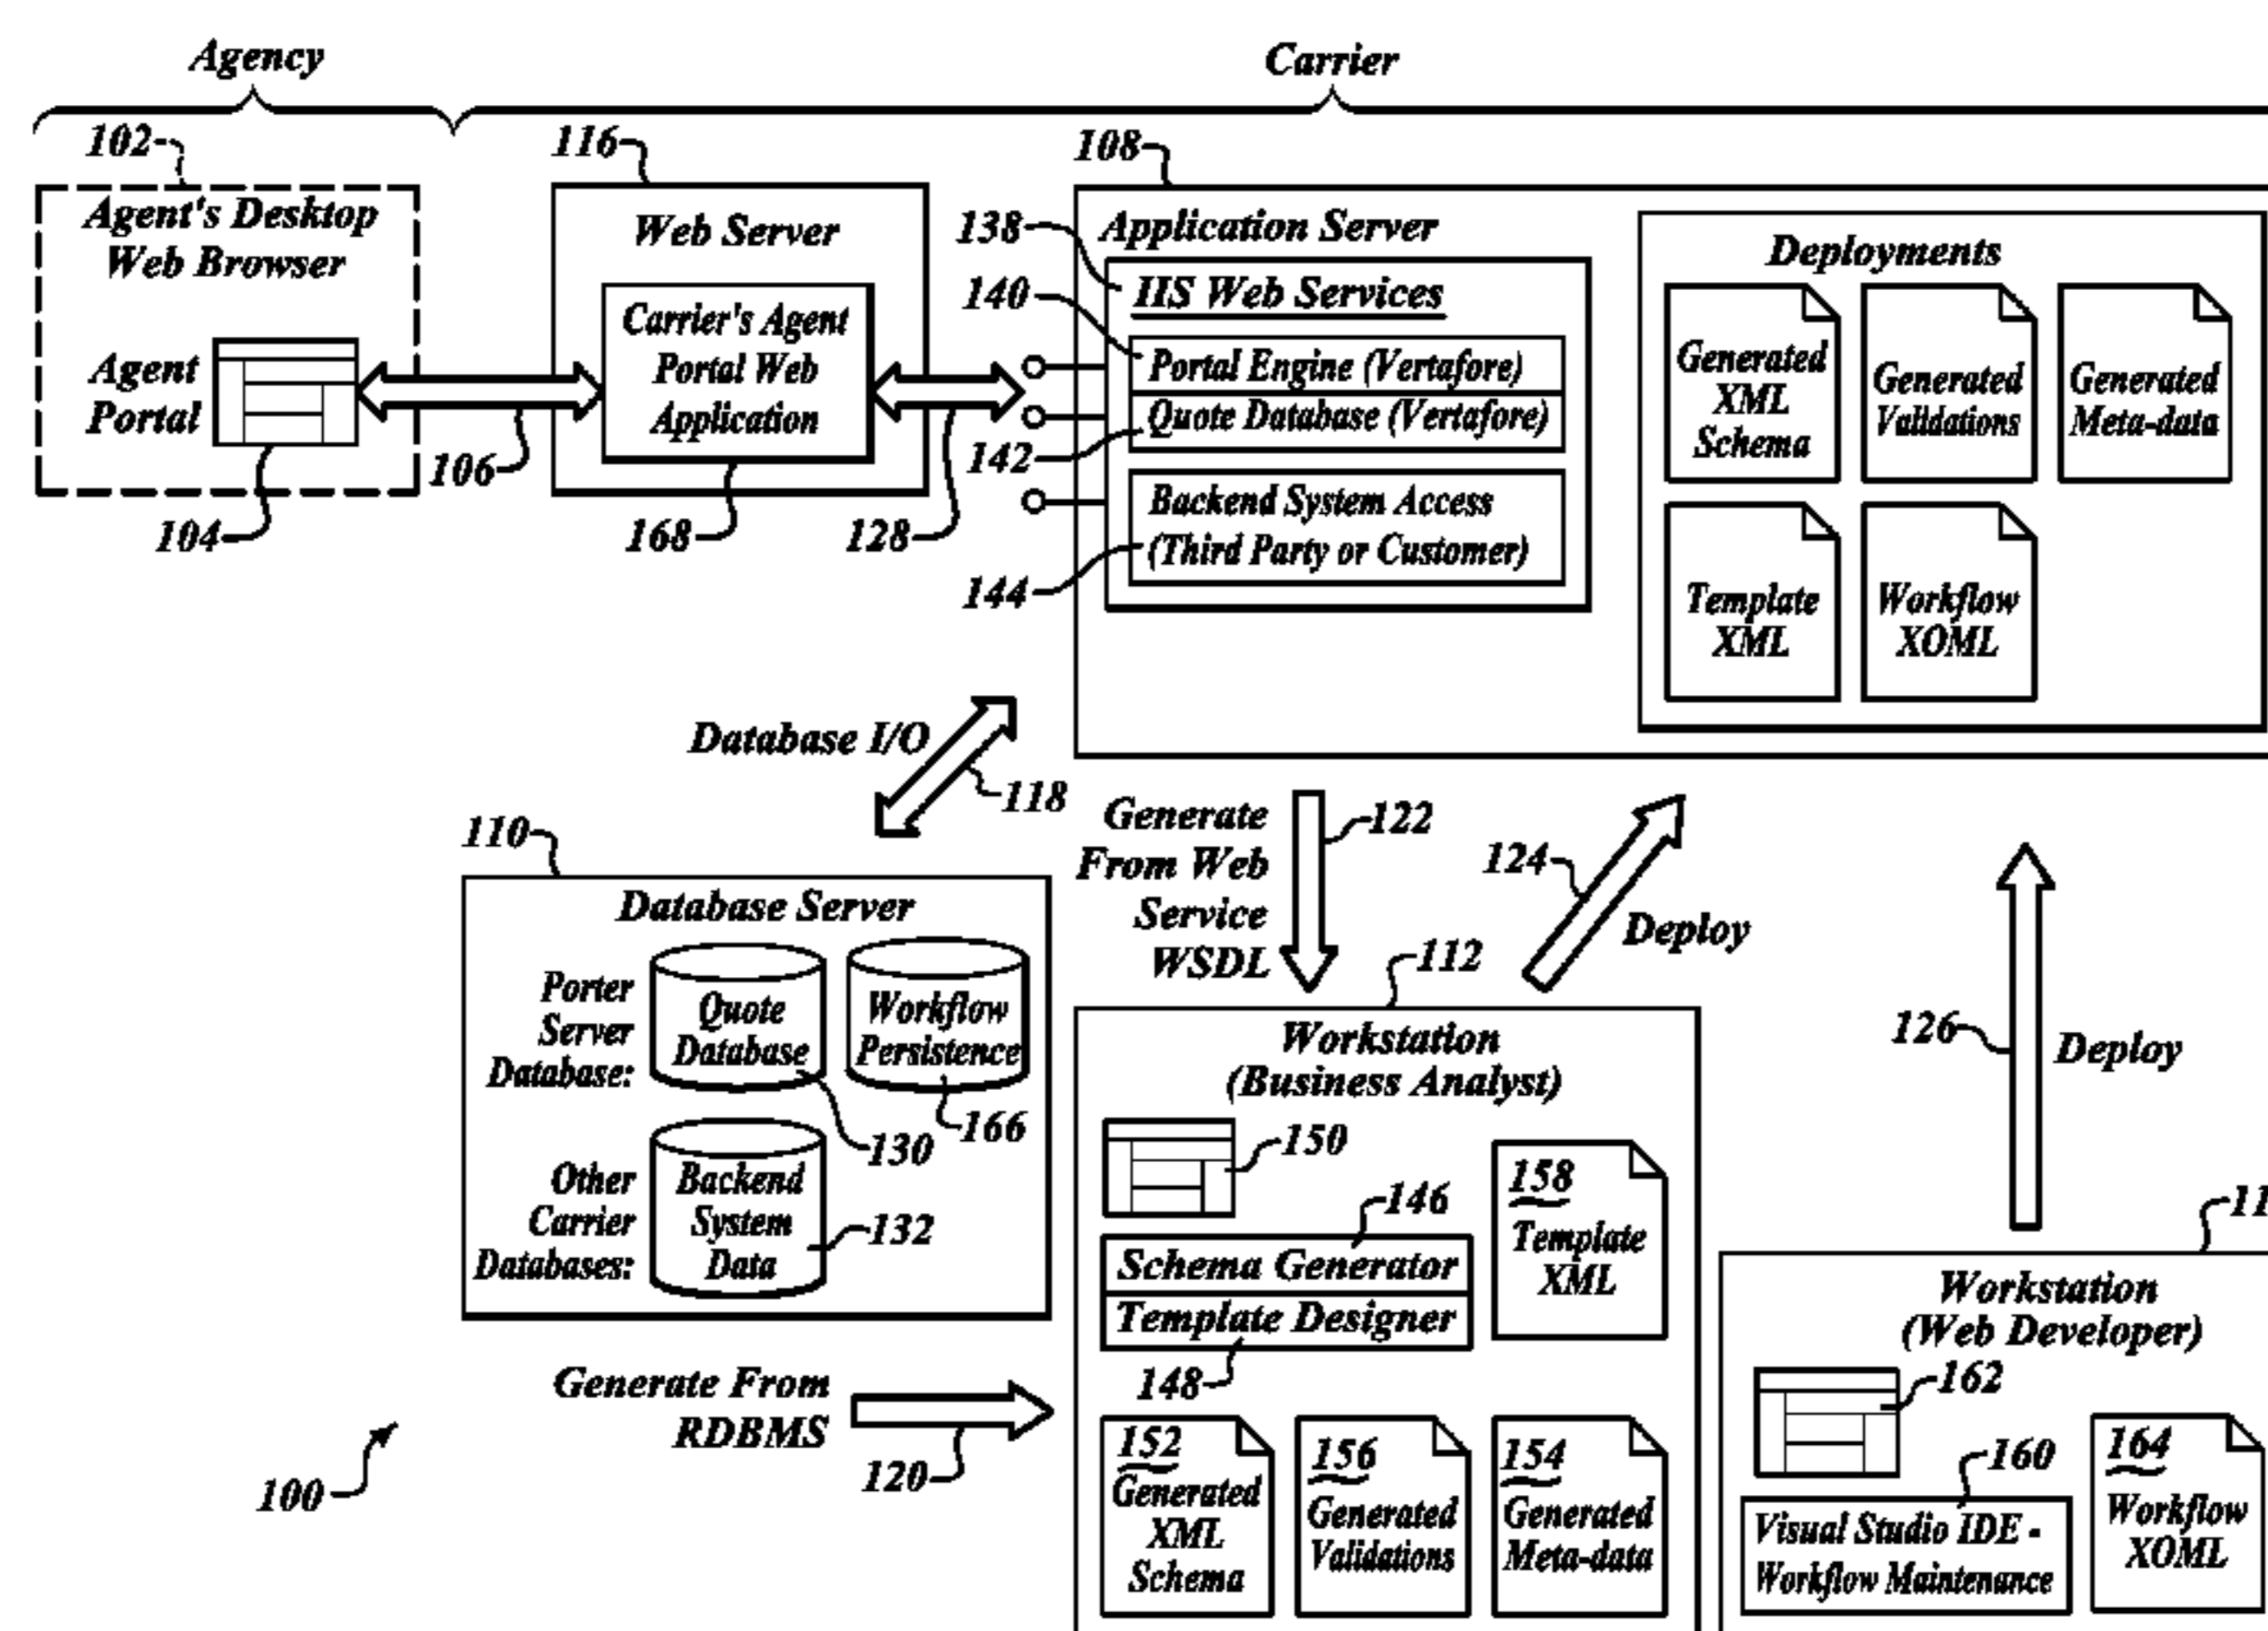 Agency
Carrier
102
116
108
Agent's Desktop
Web Browser
Agent
Portal
104
106
Web Server
Carrier's Agent
Portal Web
Application
168
128
138
140
142
144
Application Server
IIS Web Services
Portal Engine (Vertafore)
Quote Database (Vertafore)
Backend System Access
(Third Party or Customer)
Deployments
Generated
XML
Schema
Generated
Validations
Generated
Meta-data
Template
XML
Workflow
XOML
Database I/O
118
110
Database Server
Porter
Server
Database:
Quote
Database
Workflow
Persistence
130
166
Other
Carrier
Databases:
Backend
System
Data
132
Generate
From Web
Service
WSDL
122
124
Deploy
126
Deploy
112
Workstation
(Business Analyst)
150
146
Schema Generator
Template Designer
148
158
Template
XML
152
Generated
XML
Schema
156
Generated
Validations
154
Generated
Meta-data
Generate From
RDBMS
120
100
11
Workstation
(Web Developer)
162
160
Visual Studio IDE -
Workflow Maintenance
164
Workflow
XOML